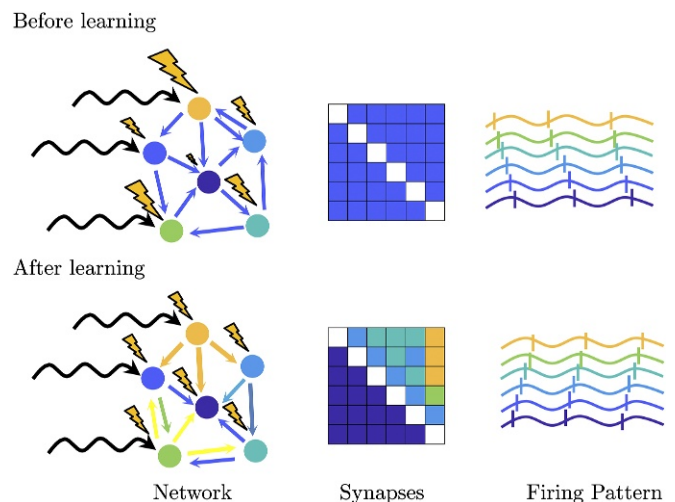 Before learning
After learning
Network
Synapses
Firing Pattern